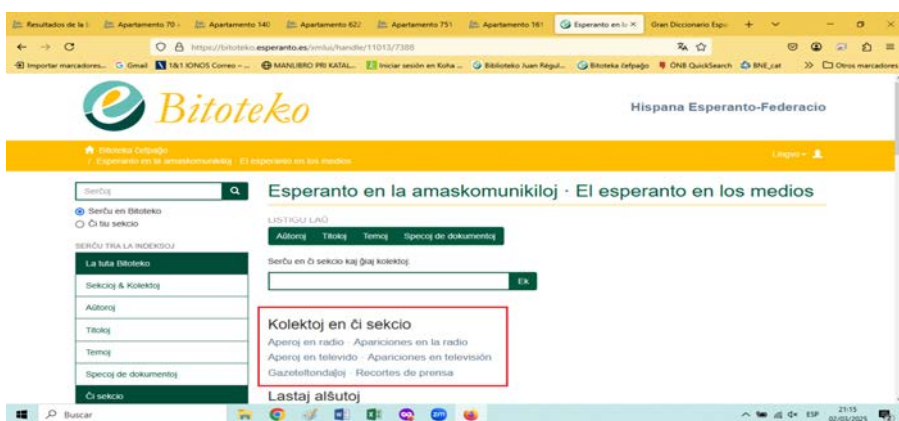 Resultados de la
Apartamento 70
Apartamento 140
Apartamento 622
Apartamento 751
Apartamento 161
Esperanto en l
Gran Diccionario Espe
https://bitoteko.esperanto.es/xmlui/handle/11013/7388
Importar marcadores...
Gmail
1&1 IONOS Correo – ...
MANLIBRO PRI KATAL...
Iniciar sesión en Koha ...
Biblioteko Juan Régul...
Bitoteka ĉefpaĝo
ÖNB QuickSearch
BNE_cat
Otros marcadores
Bitoteko
Hispana Esperanto-Federacio
Bitoteka ĉefpaĝo
/ Esperanto en la amaskomunikiloj · El esperanto en los medios
Lingvo
Serĉoj
Serĉu en Bitoteko
Ĉi tiu sekcio
SERĈU TRA LA INDEKSOJ
La tuta Bitoteko
Sekcioj & Kolektoj
Aŭtoroj
Titoloj
Temoj
Specoj de dokumentoj
Ĉi sekcio
Esperanto en la amaskomunikiloj · El esperanto en los medios
LISTIGU LAŬ
Aŭtoroj Titoloj Temoj Specoj de dokumentoj
Serĉu en ĉi sekcio kaj ĝiaj kolektoj:
Ek
Kolektoj en ĉi sekcio
Aperoj en radio · Apariciones en la radio
Aperoj en televido · Apariciones en televisión
Gazeteltondaĵoj · Recortes de prensa
Lastaj alŝutoj
Buscar
ESP
21:15
02/03/2025